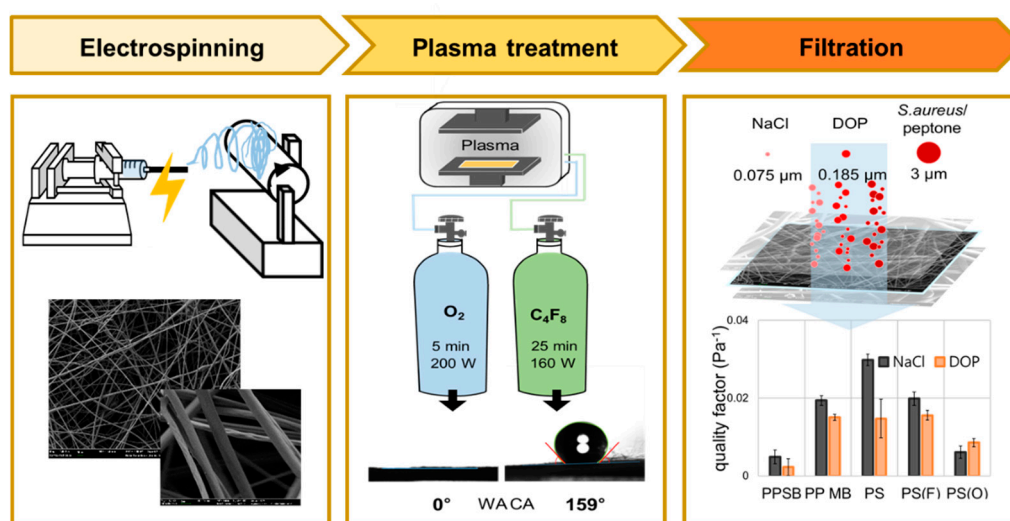 Electrospinning
Plasma treatment
Filtration
Plasma
O2
5 min
200 W
C4F8
25 min
160 W
0°
WACA
159°
NaCl
DOP
S.aureus/
peptone
0.075 µm
0.185 µm
3 µm
quality factor (Pa-1)
0.04
0.02
0
NaCl
DOP
PPSB
PP MB
PS
PS(F)
PS(O)